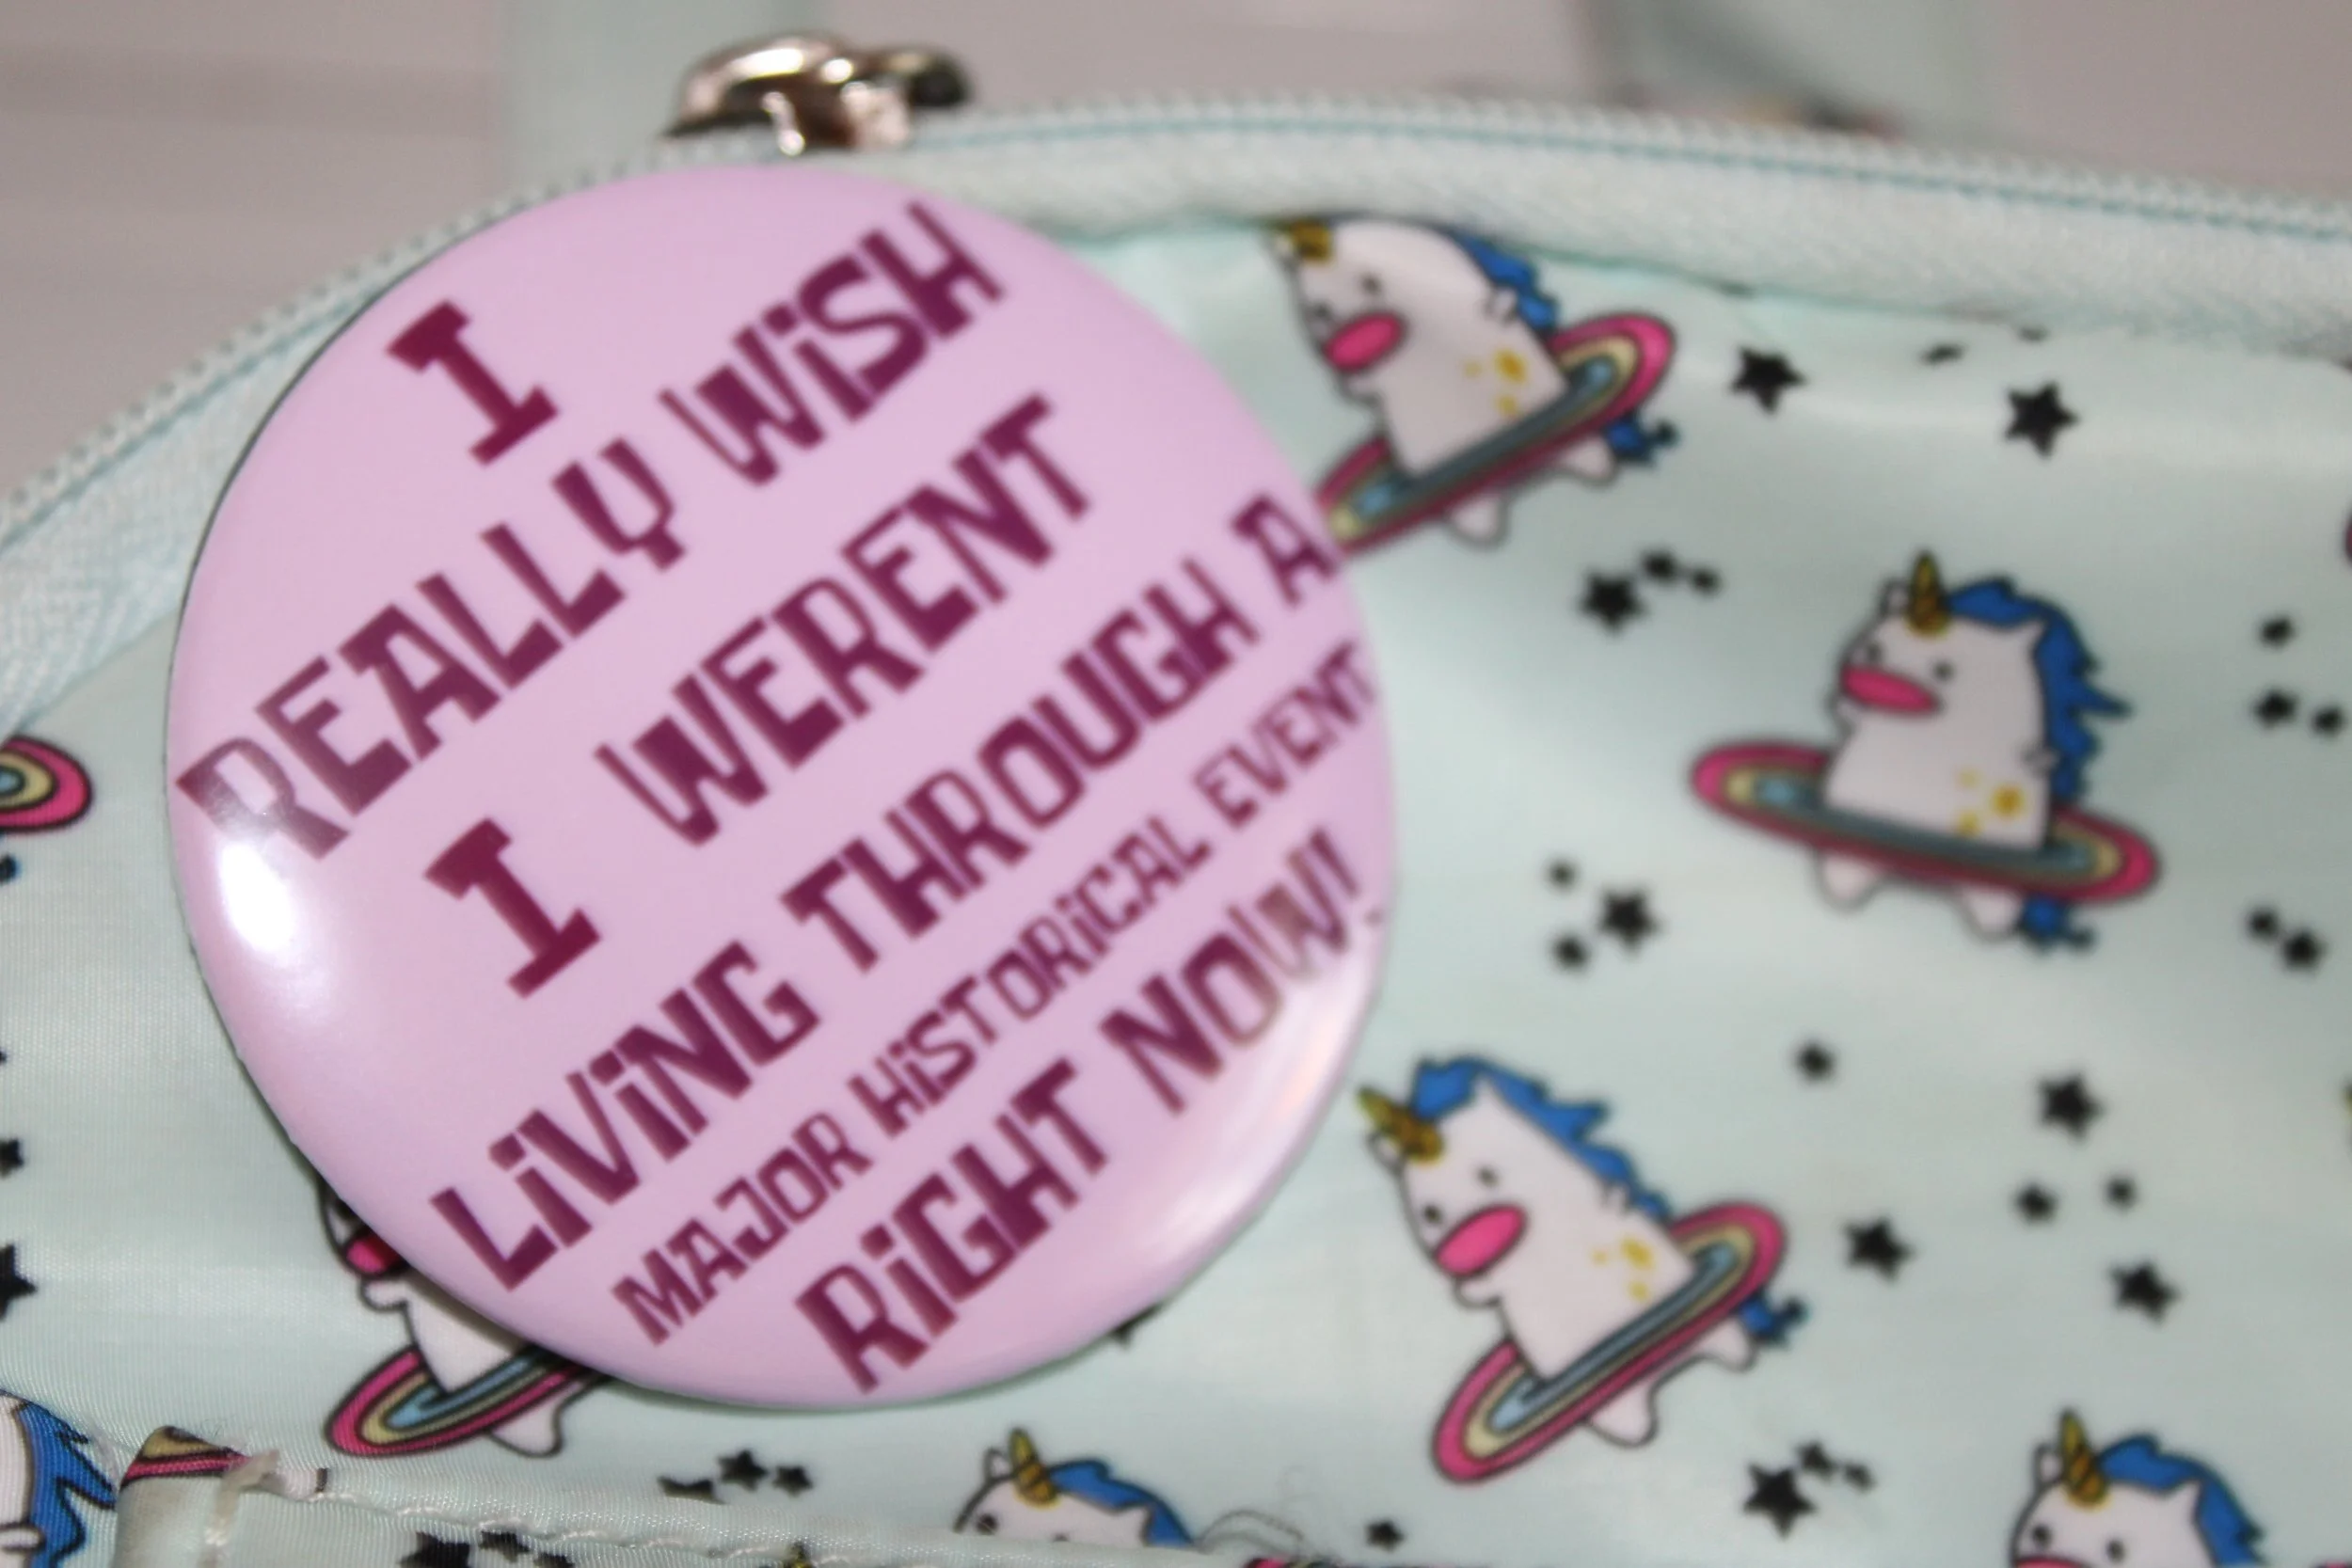 I
REALLY WiSH
I WERENT
LiViNG THROUGH A
MAJOR HiSTORiCAL EVENT
RiGHT NOW!